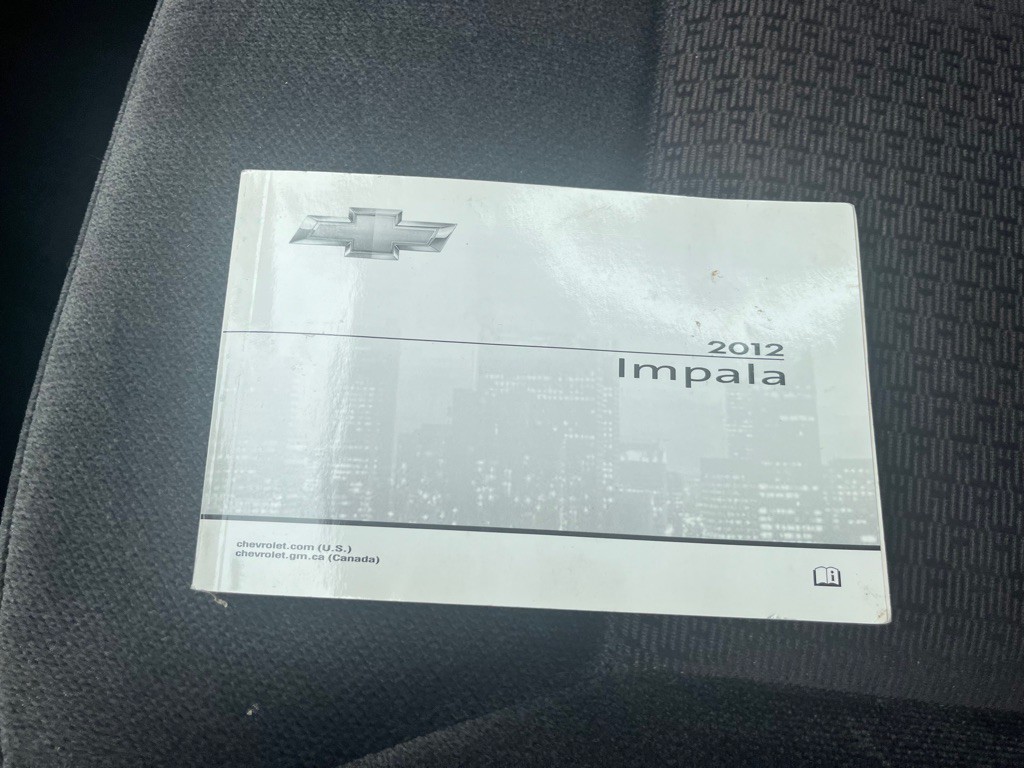 2012
Impala
chevrolet.com (U.S.)
chevrolet.gm.ca (Canada)